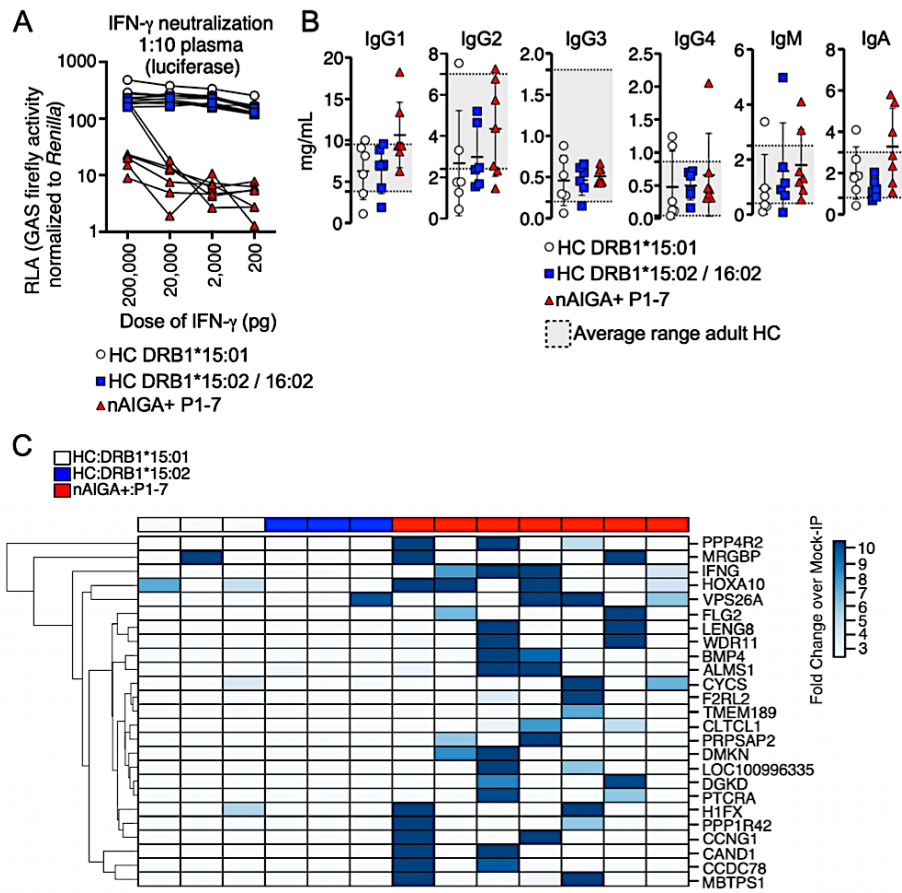 A
IFN-γ neutralization
1:10 plasma
(luciferase)
1000
100
10
1
RLA (GAS firefly activity
normalized to Renilla)
200,000
20,000
2,000
200
Dose of IFN-γ (pg)
HC DRB1*15:01
HC DRB1*15:02 / 16:02
nAIGA+ P1-7
B
mg/mL
IgG1
20
15
10
5
0
IgG2
8
6
4
2
0
IgG3
2.0
1.5
1.0
0.5
0.0
IgG4
2.5
2.0
1.5
1.0
0.5
0.0
IgM
6
4
2
0
IgA
8
6
4
2
0
HC DRB1*15:01
HC DRB1*15:02 / 16:02
nAIGA+ P1-7
Average range adult HC
C
HC:DRB1*15:01
HC:DRB1*15:02
nAIGA+:P1-7
PPP4R2
MRGBP
IFNG
HOXA10
VPS26A
FLG2
LENG8
WDR11
BMP4
ALMS1
CYCS
F2RL2
TMEM189
CLTCL1
PRPSAP2
DMKN
LOC100996335
DGKD
PTCRA
H1FX
PPP1R42
CCNG1
CAND1
CCDC78
MBTPS1
Fold Change over Mock-IP
10
9
8
7
6
5
4
3